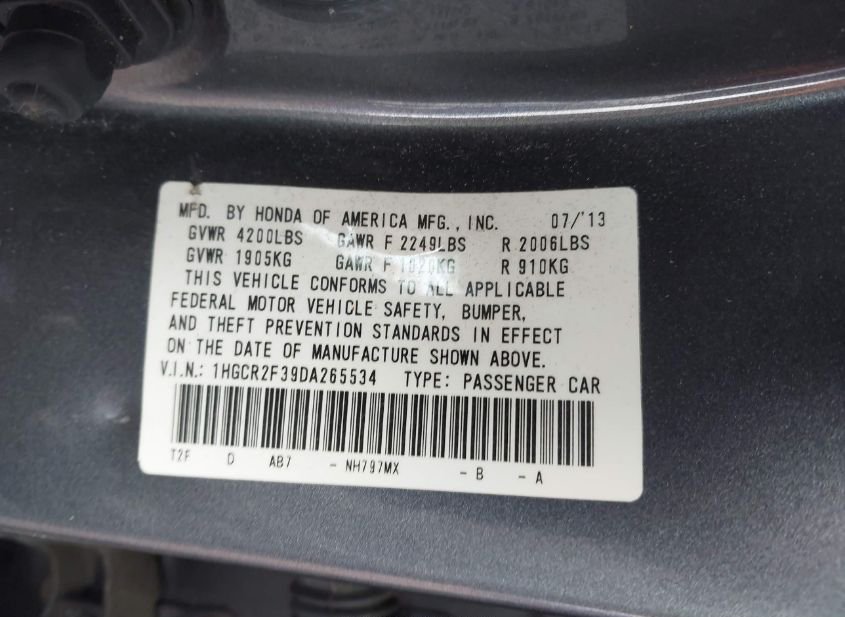 MFD. BY HONDA OF AMERICA MFG., INC. 07/'13
GVWR 4200LBS GAWR F 2249LBS R 2006LBS
GVWR 1905KG GAWR F 1020KG R 910KG
THIS VEHICLE CONFORMS TO ALL APPLICABLE
FEDERAL MOTOR VEHICLE SAFETY, BUMPER,
AND THEFT PREVENTION STANDARDS IN EFFECT
ON THE DATE OF MANUFACTURE SHOWN ABOVE.
V.I.N.: 1HGCR2F39DA265534 TYPE: PASSENGER CAR
T2F D AB7 - NH797MX - B - A